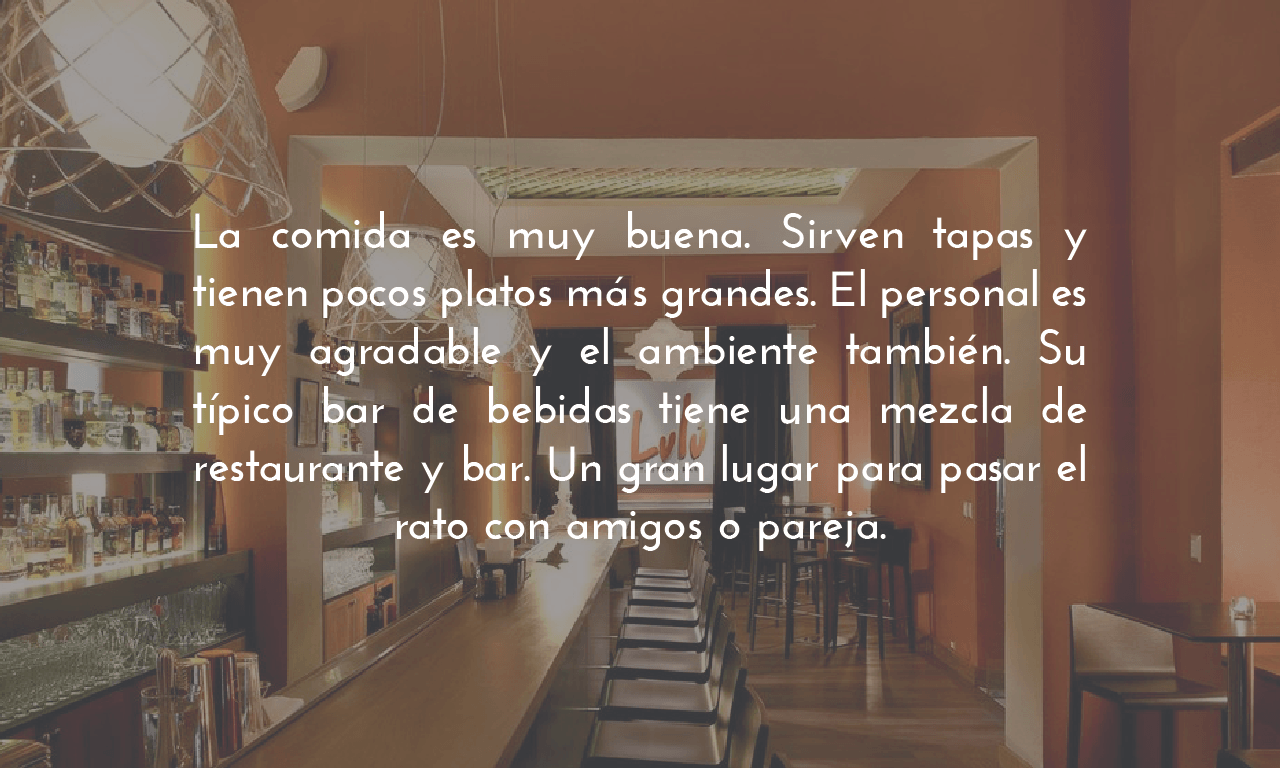 La comida es muy buena. Sirven tapas y
tienen pocos platos más grandes. El personal es
muy agradable y el ambiente también. Su
típico bar de bebidas tiene una mezcla de
restaurante y bar. Un gran lugar para pasar el
rato con amigos o pareja.
Lulú